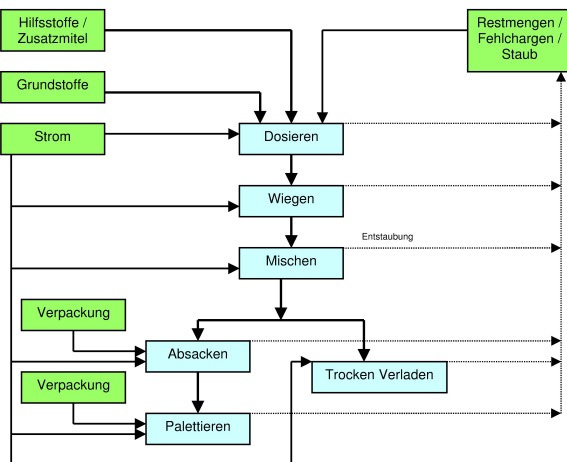 Hilfsstoffe /
Zusatzmitel
Restmengen /
Fehlchargen /
Staub
Grundstoffe
Strom
Dosieren
Wiegen
Entstaubung
Mischen
Verpackung
Absacken
Trocken Verladen
Verpackung
Palettieren